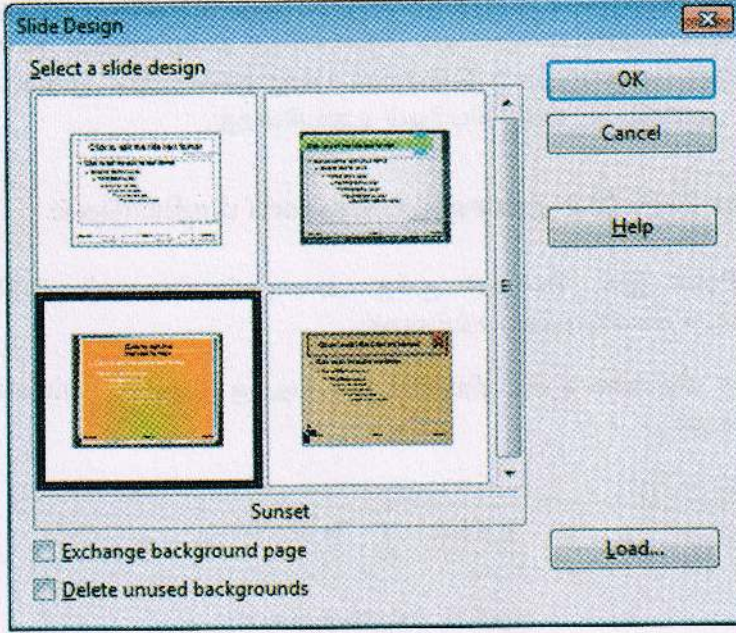 Slide Design
Select a slide design
OK
Cancel
Help
Sunset
Exchange background page
Delete unused backgrounds
Load...